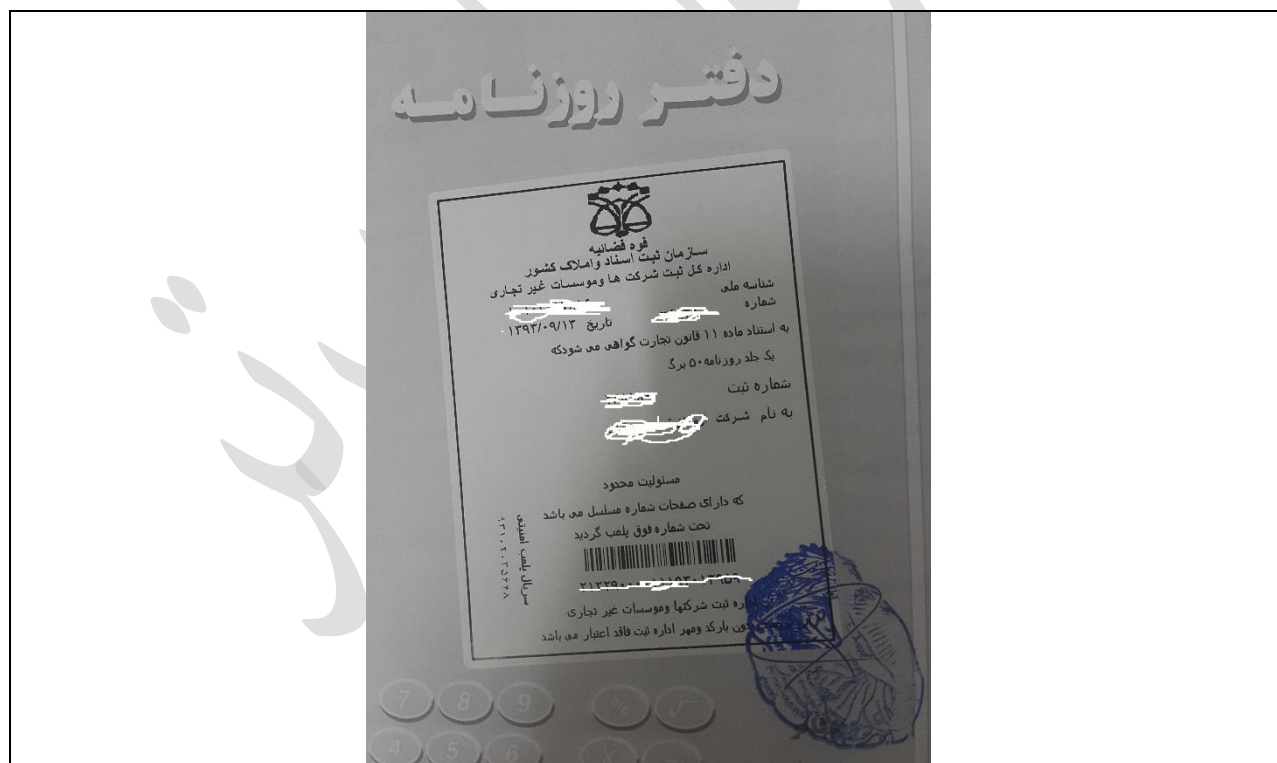 دفتر روزنامه
قوه قضائیه
سازمان ثبت اسناد واملاک کشور
اداره کل ثبت شرکت ها وموسسات غیر تجاری
شناسه ملی
شماره
تاریخ ۱۳۹۳/۰۹/۱۳
به استناد ماده ۱۱ قانون تجارت گواهی می شودکه
یک جلد روزنامه ۵۰ برگ
شماره ثبت
به نام شرکت
مسئولیت محدود
که دارای صفحات شماره مسلسل می باشد
تحت شماره فوق پلمب گردید
سریال پلمب امنیتی
ثبت شرکتها وموسسات غیر تجاری
بارکد ومهر اداره ثبت فاقد اعتبار می باشد
7 8 9 % √
4 5 6 X −